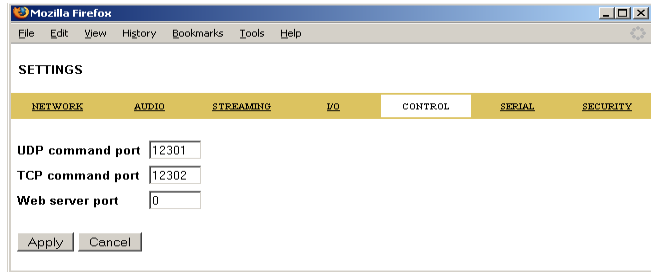 Mozilla Firefox
File Edit View History Bookmarks Tools Help
SETTINGS
NETWORK AUDIO STREAMING I/O CONTROL SERIAL SECURITY
UDP command port 12301
TCP command port 12302
Web server port 0
Apply Cancel